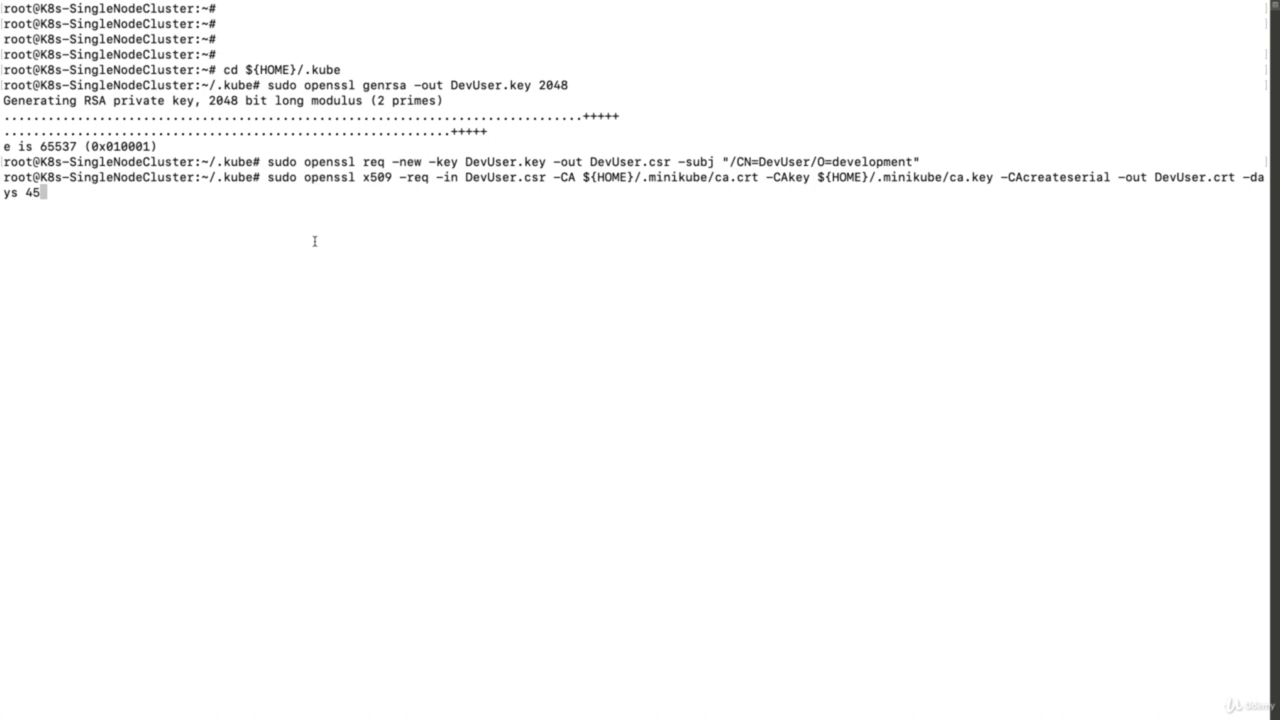 root@K8s-SingleNodeCluster:~#
root@K8s-SingleNodeCluster:~#
root@K8s-SingleNodeCluster:~#
root@K8s-SingleNodeCluster:~#
root@K8s-SingleNodeCluster:~# cd ${HOME}/.kube
root@K8s-SingleNodeCluster:~/.kube# sudo openssl genrsa -out DevUser.key 2048
Generating RSA private key, 2048 bit long modulus (2 primes)
...............................................................................+++++
.............................................................+++++
e is 65537 (0x010001)
root@K8s-SingleNodeCluster:~/.kube# sudo openssl req -new -key DevUser.key -out DevUser.csr -subj "/CN=DevUser/O=development"
root@K8s-SingleNodeCluster:~/.kube# sudo openssl x509 -req -in DevUser.csr -CA ${HOME}/.minikube/ca.crt -CAkey ${HOME}/.minikube/ca.key -CAcreateserial -out DevUser.crt -da
ys 45
Udemy